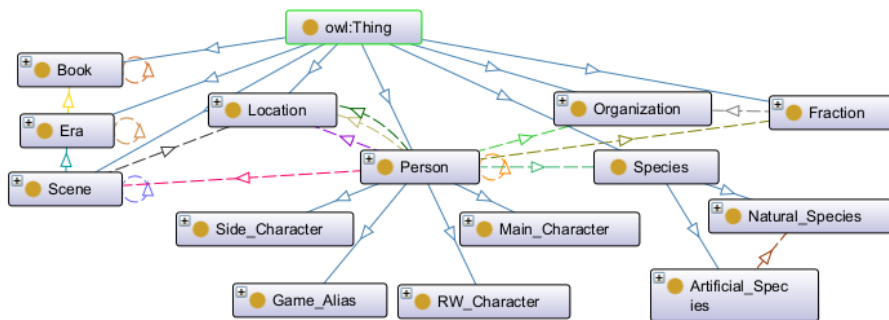 owl:Thing
Book
Location
Organization
Fraction
Era
Person
Species
Scene
Side_Character
Main_Character
Natural_Species
Game_Alias
RW_Character
Artificial_Spec
ies